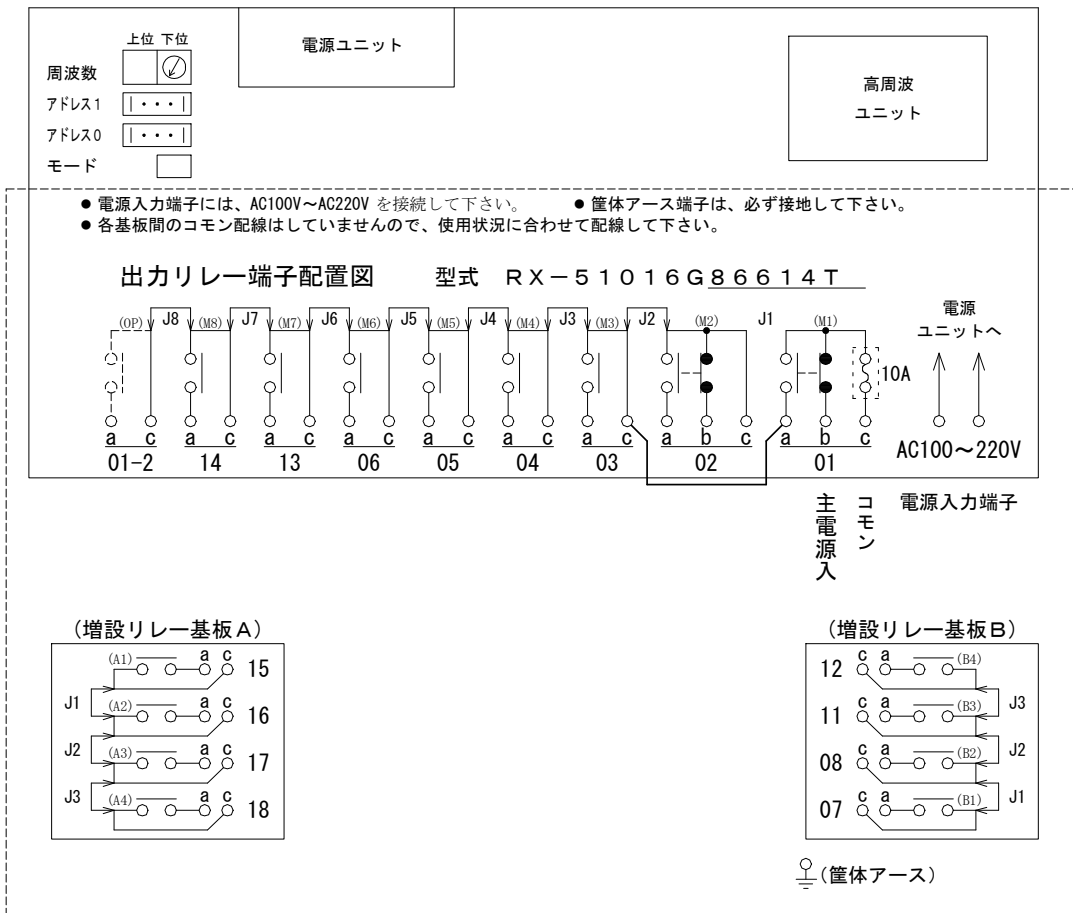 上位 下位
周波数
アドレス1
アドレス0
モード
電源ユニット
高周波
ユニット
● 電源入力端子には、AC100V～AC220V を接続して下さい。 ● 筐体アース端子は、必ず接地して下さい。
● 各基板間のコモン配線はしていませんので、使用状況に合わせて配線して下さい。
出力リレー端子配置図 型式 RX－51016G86614T
電源
ユニットへ
(OP) J8 (M8) J7 (M7) J6 (M6) J5 (M5) J4 (M4) J3 (M3) J2 (M2) J1 (M1)
10A
a c a c a c a c a c a c a c a b c a b c
01-2 14 13 06 05 04 03 02 01
AC100～220V
主電源入
コモン
電源入力端子
(増設リレー基板A)
(A1) a c 15
J1
(A2) a c 16
J2
(A3) a c 17
J3
(A4) a c 18
(増設リレー基板B)
12 c a (B4)
J3
11 c a (B3)
J2
08 c a (B2)
J1
07 c a (B1)
(筐体アース)